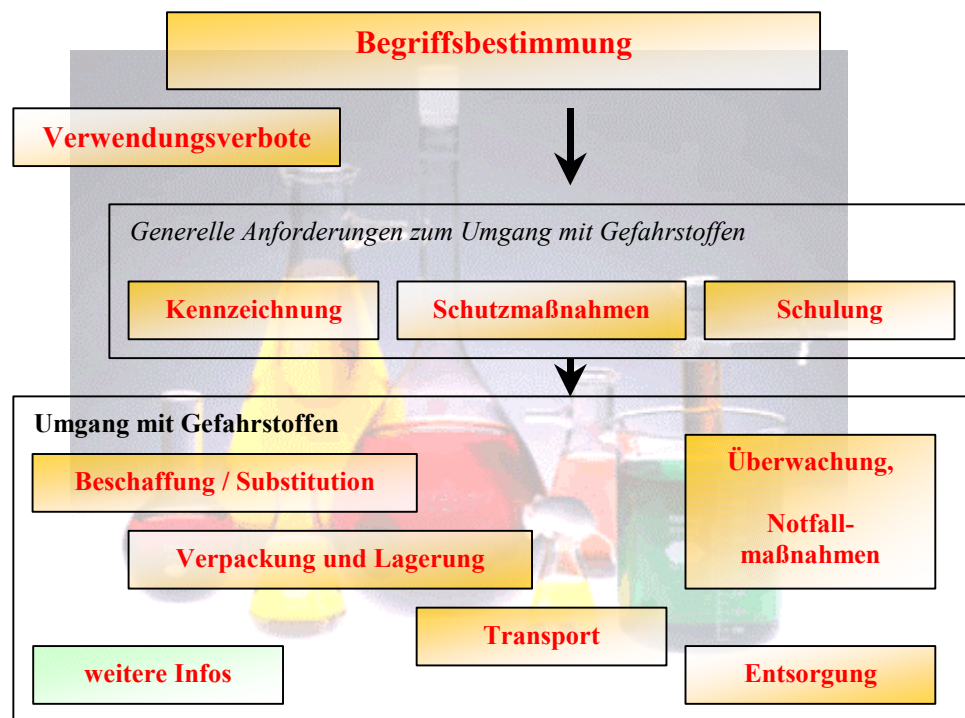 Begriffsbestimmung
Verwendungsverbote
Generelle Anforderungen zum Umgang mit Gefahrstoffen
Kennzeichnung
Schutzmaßnahmen
Schulung
Umgang mit Gefahrstoffen
Beschaffung / Substitution
Überwachung,
Notfall-
maßnahmen
Verpackung und Lagerung
Transport
weitere Infos
Entsorgung